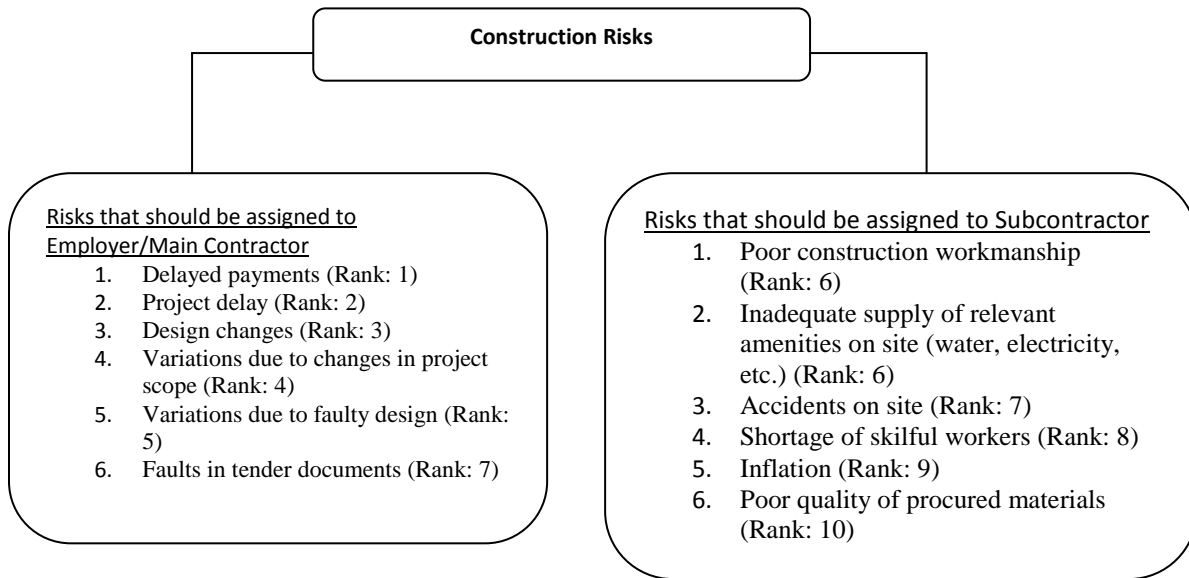 Construction Risks
Risks that should be assigned to
Employer/Main Contractor
1. Delayed payments (Rank: 1)
2. Project delay (Rank: 2)
3. Design changes (Rank: 3)
4. Variations due to changes in project
scope (Rank: 4)
5. Variations due to faulty design (Rank:
5)
6. Faults in tender documents (Rank: 7)
Risks that should be assigned to Subcontractor
1. Poor construction workmanship
(Rank: 6)
2. Inadequate supply of relevant
amenities on site (water, electricity,
etc.) (Rank: 6)
3. Accidents on site (Rank: 7)
4. Shortage of skilful workers (Rank: 8)
5. Inflation (Rank: 9)
6. Poor quality of procured materials
(Rank: 10)